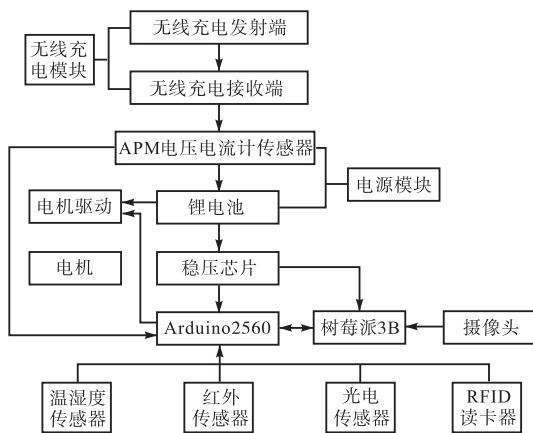 无线充电发射端
无线充
电模块
无线充电接收端
APM电压电流计传感器
电源模块
电机驱动
锂电池
电机
稳压芯片
Arduino2560
树莓派3B
摄像头
温湿度
传感器
红外
传感器
光电
传感器
RFID
读卡器